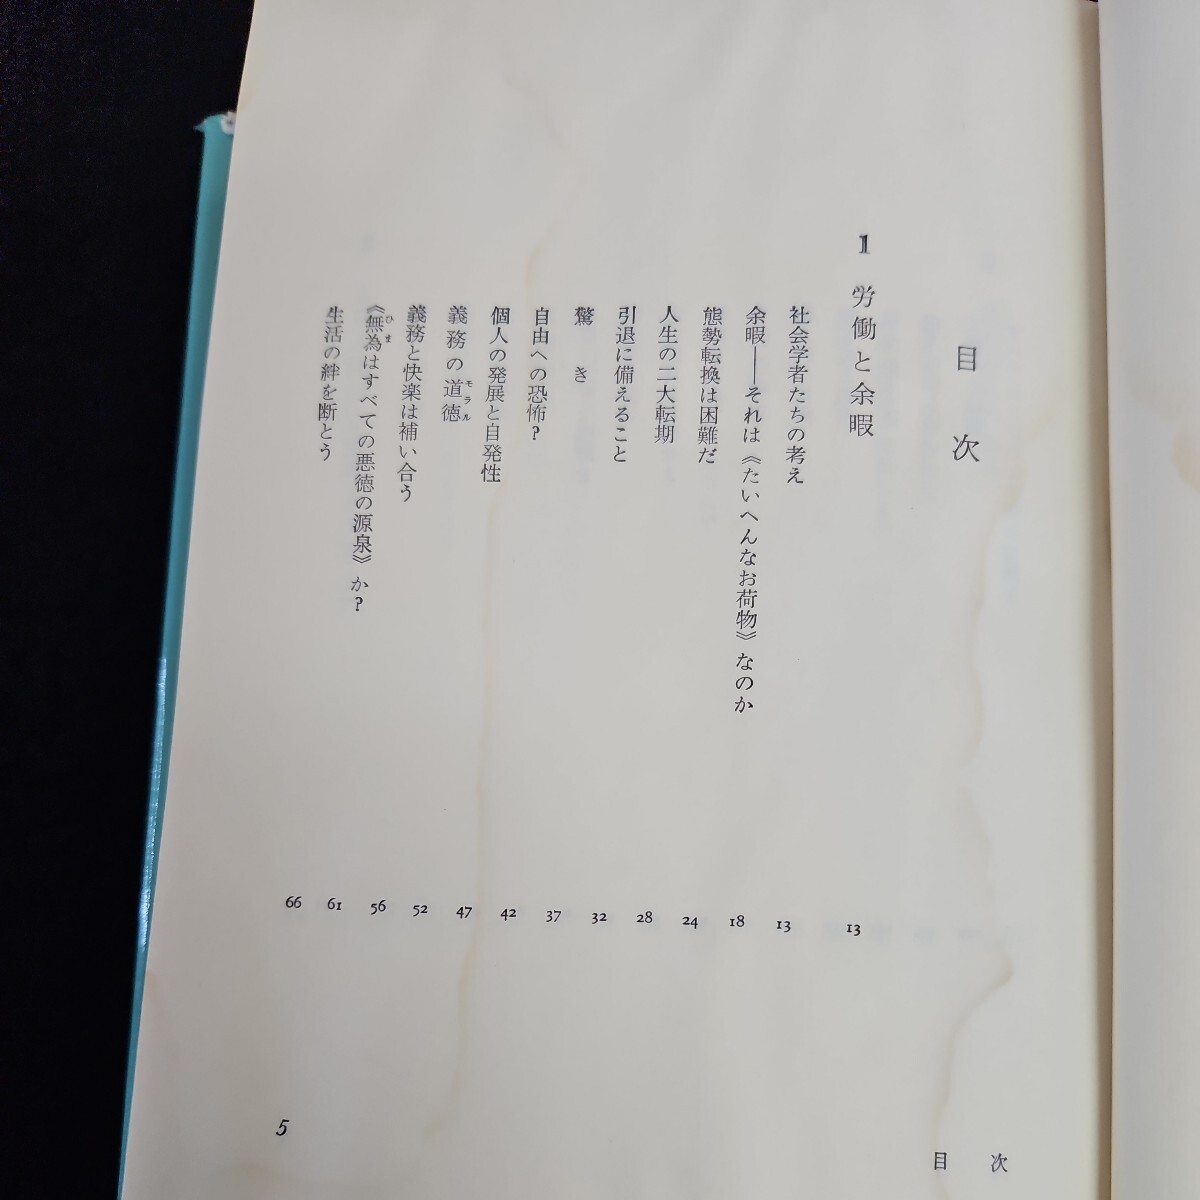 目次
1 労働と余暇 13
社会学者たちの考え 13
余暇——それは《たいへんなお荷物》なのか 18
態勢転換は困難だ 24
人生の二大転期 28
引退に備えること 32
驚き 37
自由への恐怖? 42
個人の発展と自発性 47
義務の道徳 モラル 52
義務と快楽は補い合う 56
《無為はすべての悪徳の源泉》か? ひま 61
生活の絆を断とう 66
5
目次